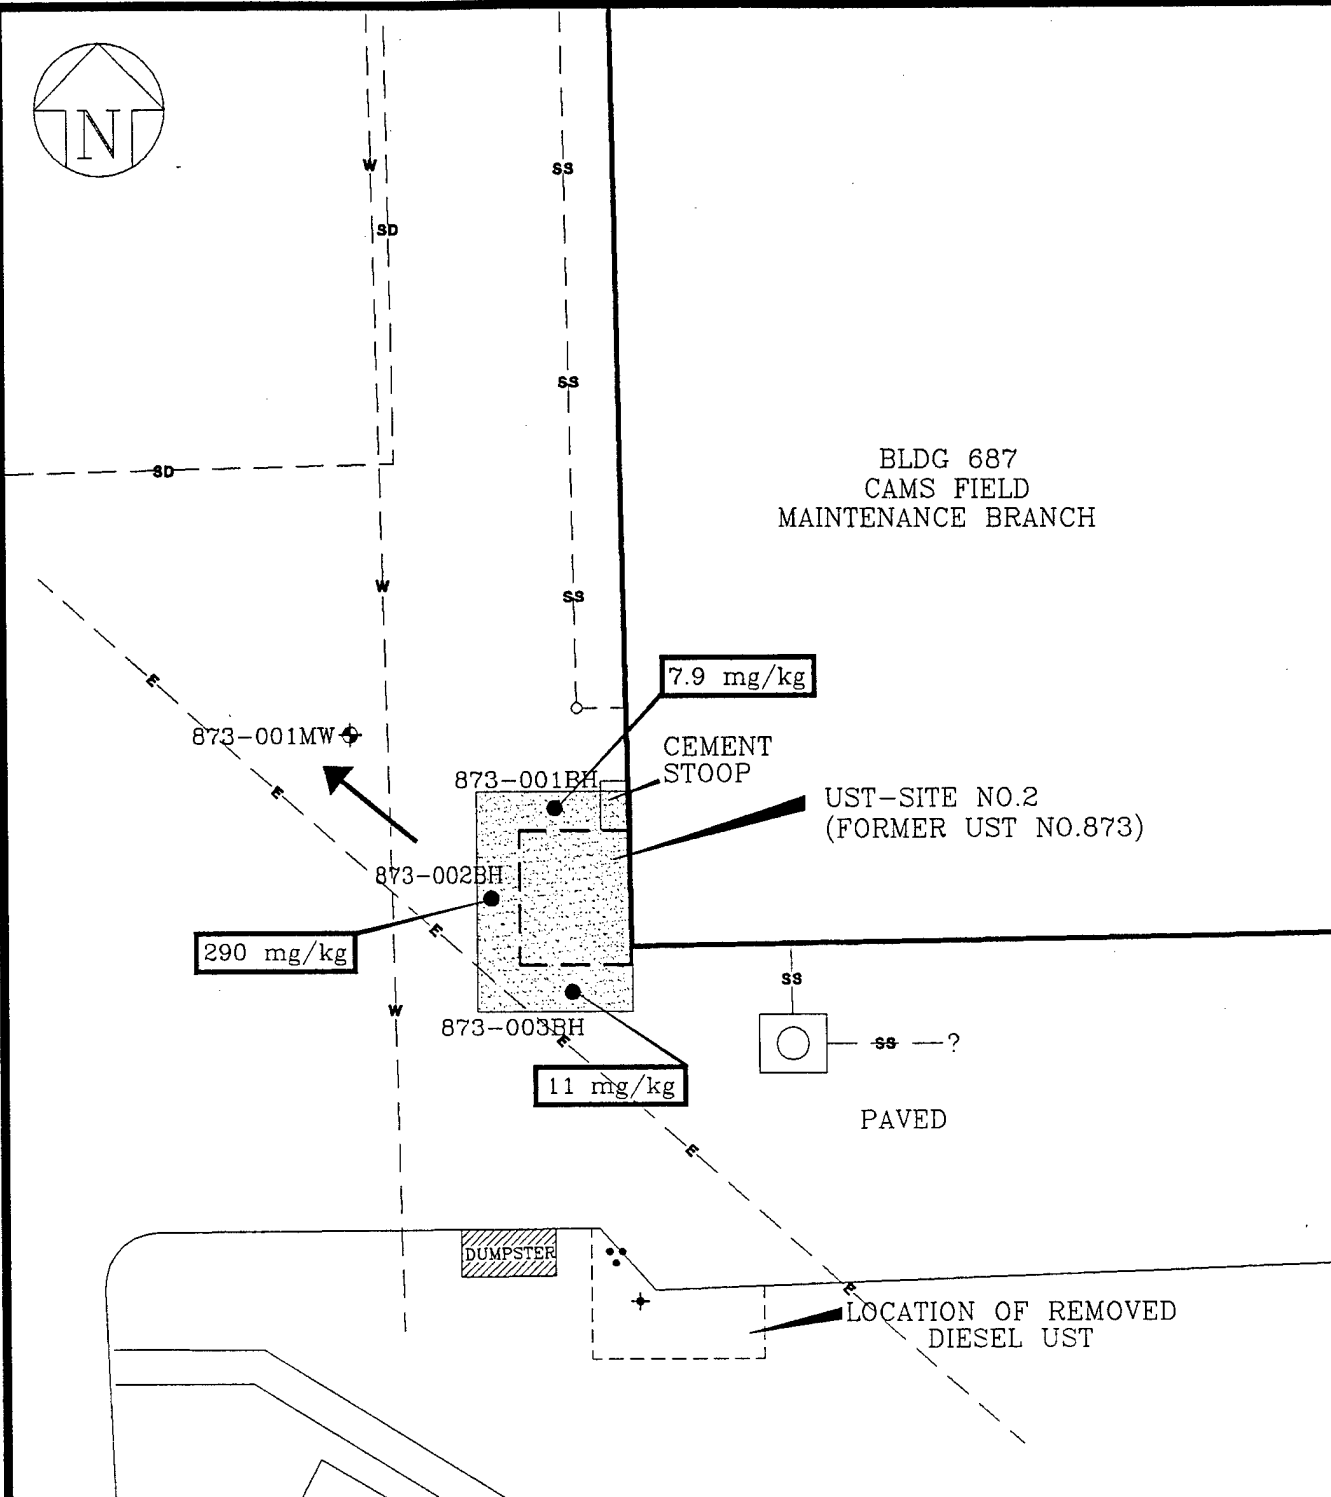 N
W
SS
SD
SS
SD
BLDG 687
CAMS FIELD
MAINTENANCE BRANCH
W
SS
E
7.9 mg/kg
873-001MW
CEMENT
STOOP
873-001BH
E
UST-SITE NO.2
(FORMER UST NO.873)
873-002BH
E
290 mg/kg
SS
W
873-003BH
E
SS
?
11 mg/kg
PAVED
E
DUMPSTER
E
LOCATION OF REMOVED
DIESEL UST